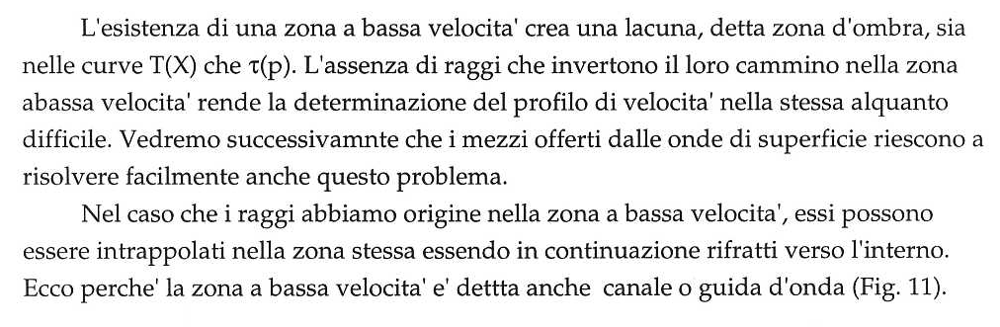 L'esistenza di una zona a bassa velocita' crea una lacuna, detta zona d'ombra, sia
nelle curve T(X) che τ(p). L'assenza di raggi che invertono il loro cammino nella zona
abassa velocita' rende la determinazione del profilo di velocita' nella stessa alquanto
difficile. Vedremo successivamnte che i mezzi offerti dalle onde di superficie riescono a
risolvere facilmente anche questo problema.
Nel caso che i raggi abbiamo origine nella zona a bassa velocita', essi possono
essere intrappolati nella zona stessa essendo in continuazione rifratti verso l'interno.
Ecco perche' la zona a bassa velocita' e' dettta anche  canale o guida d'onda (Fig. 11).